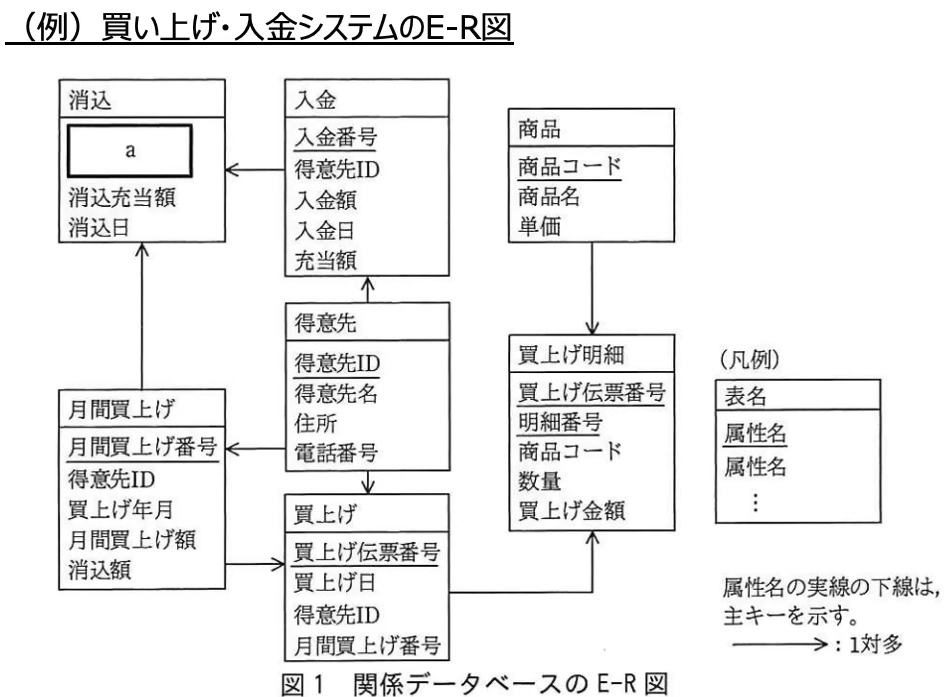 （例）買い上げ・入金システムのE-R図
消込
a
消込充当額
消込日
入金
入金番号
得意先ID
入金額
入金日
充当額
商品
商品コード
商品名
単価
得意先
得意先ID
得意先名
住所
電話番号
買上げ明細
買上げ伝票番号
明細番号
商品コード
数量
買上げ金額
（凡例）
表名
属性名
属性名
⋮
月間買上げ
月間買上げ番号
得意先ID
買上げ年月
月間買上げ額
消込額
買上げ
買上げ伝票番号
買上げ日
得意先ID
月間買上げ番号
属性名の実線の下線は，
主キーを示す。
：1対多
図1 関係データベースのE-R図